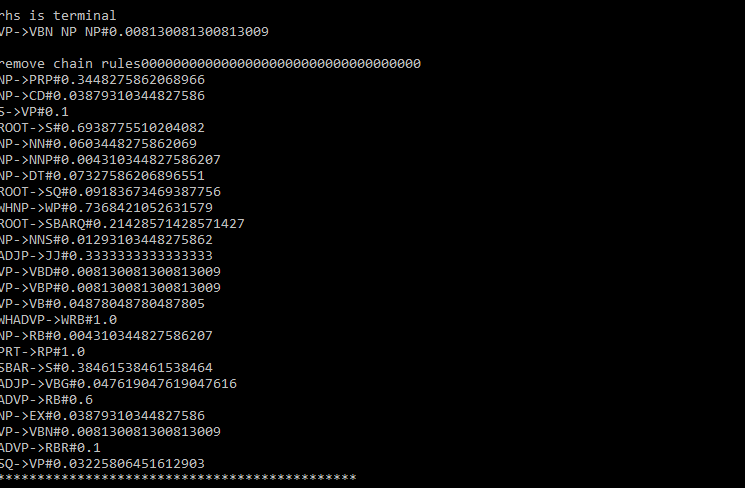 rhs is terminal
VP->VBN NP NP#0.008130081300813009
remove chain rules00000000000000000000000000000000000
NP->PRP#0.3448275862068966
NP->CD#0.03879310344827586
S->VP#0.1
ROOT->S#0.6938775510204082
NP->NN#0.0603448275862069
NP->NNP#0.004310344827586207
NP->DT#0.07327586206896551
ROOT->SQ#0.09183673469387756
WHNP->WP#0.7368421052631579
ROOT->SBARQ#0.21428571428571427
NP->NNS#0.01293103448275862
ADJP->JJ#0.3333333333333333
VP->VBD#0.008130081300813009
VP->VBP#0.008130081300813009
VP->VB#0.04878048780487805
WHADVP->WRB#1.0
NP->RB#0.004310344827586207
PRT->RP#1.0
SBAR->S#0.38461538461538464
ADJP->VBG#0.047619047619047616
ADVP->RB#0.6
NP->EX#0.03879310344827586
VP->VBN#0.008130081300813009
ADVP->RBR#0.1
SQ->VP#0.03225806451612903
*********************************************